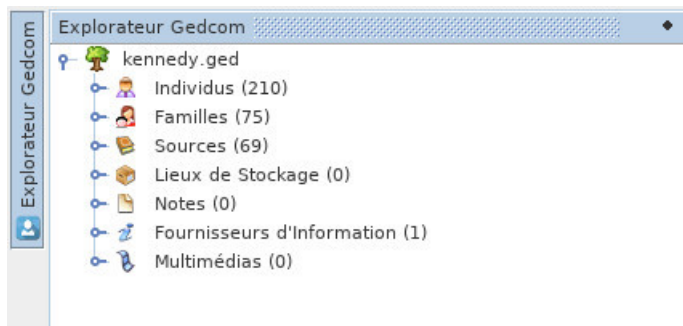 Explorateur Gedcom
Explorateur Gedcom
kennedy.ged
Individus (210)
Familles (75)
Sources (69)
Lieux de Stockage (0)
Notes (0)
Fournisseurs d'Information (1)
Multimédias (0)